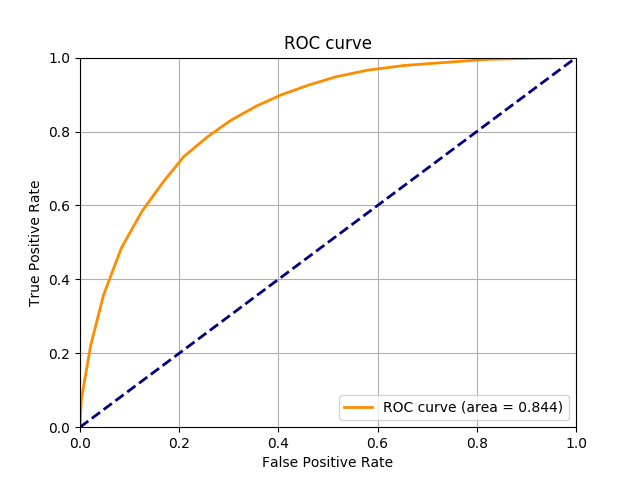 ROC curve
1.0
0.8
0.6
0.4
0.2
0.0
True Positive Rate
ROC curve (area = 0.844)
0.0 0.2 0.4 0.6 0.8 1.0
False Positive Rate